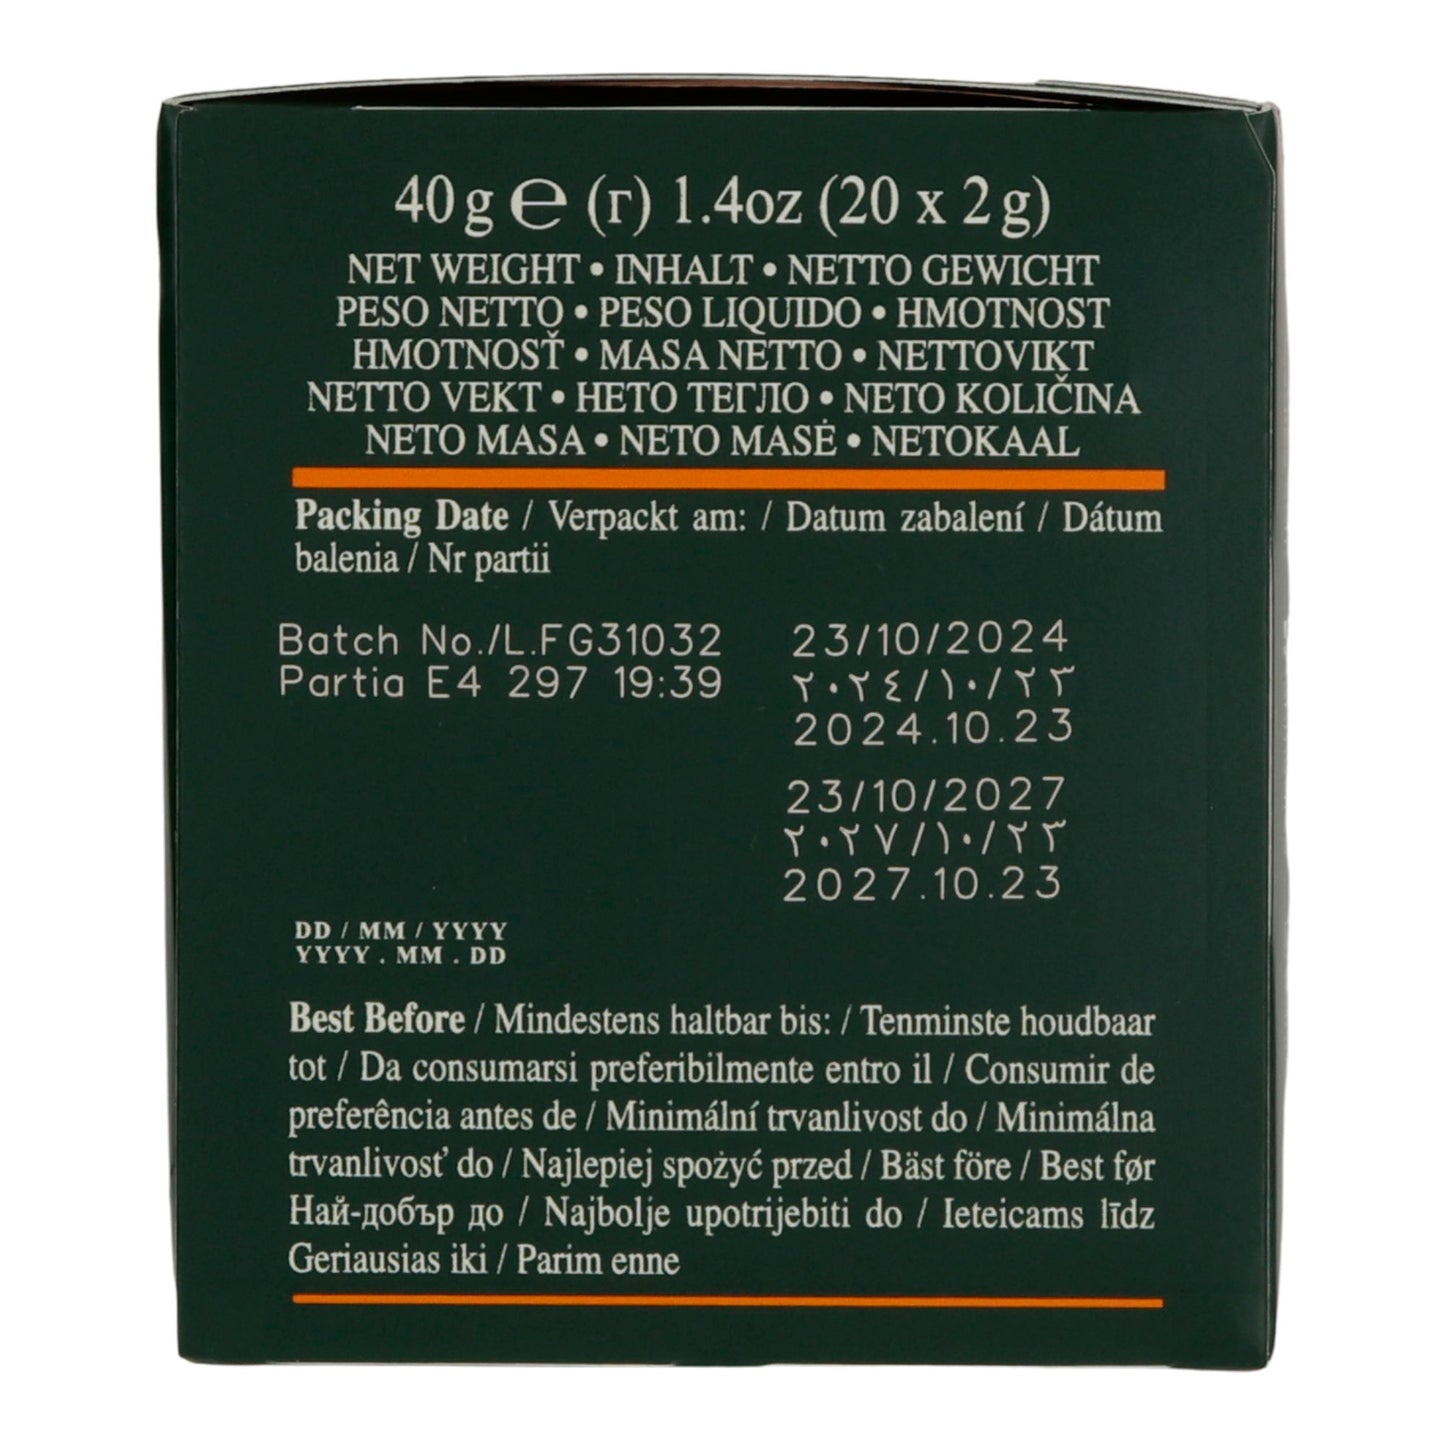 40 g ℮ (г) 1.4oz (20 x 2 g)
NET WEIGHT • INHALT • NETTO GEWICHT
PESO NETTO • PESO LIQUIDO • HMOTNOST
HMOTNOSŤ • MASA NETTO • NETTOVIKT
NETTO VEKT • НЕТО ТЕГЛО • NETO KOLIČINA
NETO MASA • NETO MASĖ • NETOKAAL
Packing Date / Verpackt am: / Datum zabalení / Dátum
balenia / Nr partii
Batch No./L.FG31032
Partia E4 297 19:39
23/10/2024
٢٠٢٤/١٠/٢٣
2024.10.23
23/10/2027
٢٠٢٧/١٠/٢٣
2027.10.23
DD / MM / YYYY
YYYY . MM . DD
Best Before / Mindestens haltbar bis: / Tenminste houdbaar
tot / Da consumarsi preferibilmente entro il / Consumir de
preferência antes de / Minimální trvanlivost do / Minimálna
trvanlivosť do / Najlepiej spożyć przed / Bäst före / Best før
Най-добър до / Najbolje upotrijebiti do / Ieteicams līdz
Geriausias iki / Parim enne